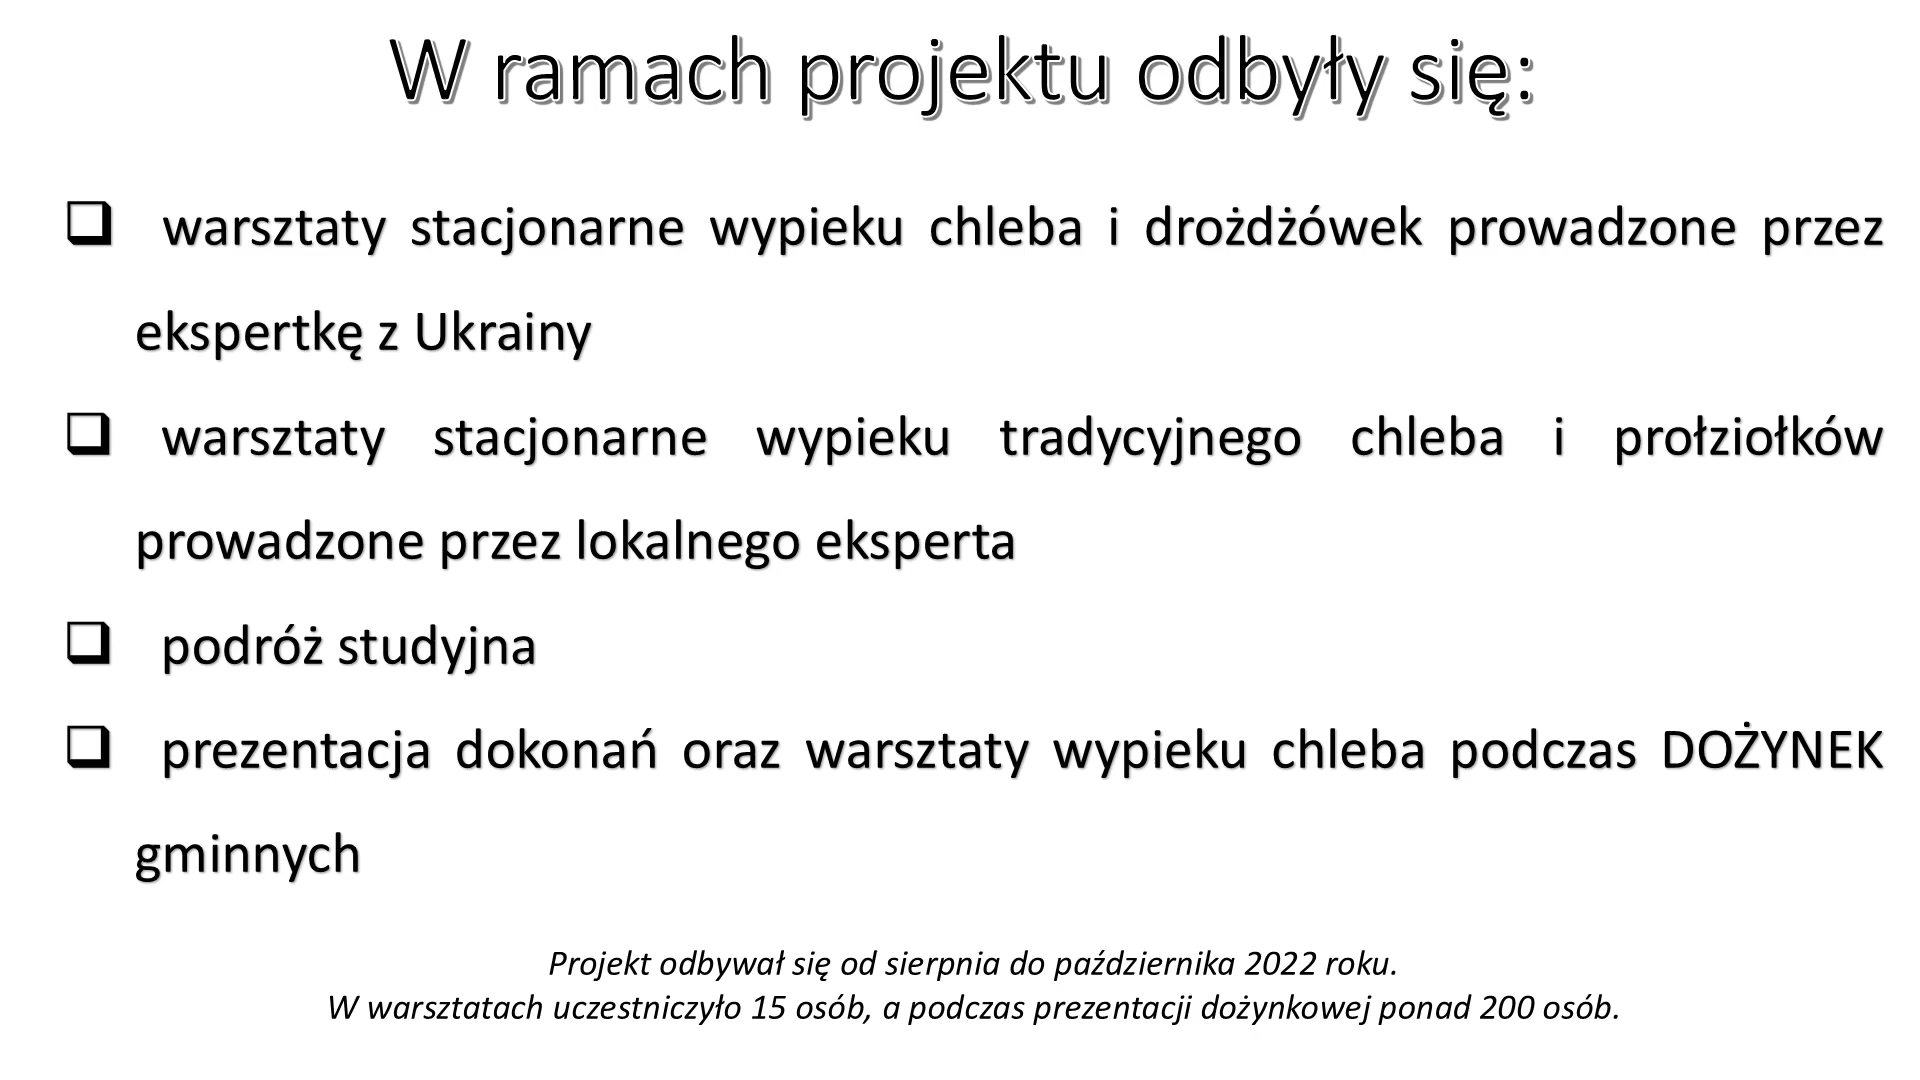 W ramach projektu odbyły się:
❑ warsztaty stacjonarne wypieku chleba i drożdżówek prowadzone przez
ekspertkę z Ukrainy
❑ warsztaty stacjonarne wypieku tradycyjnego chleba i prołziołków
prowadzone przez lokalnego eksperta
❑ podróż studyjna
❑ prezentacja dokonań oraz warsztaty wypieku chleba podczas DOŻYNEK
gminnych
Projekt odbywał się od sierpnia do października 2022 roku.
W warsztatach uczestniczyło 15 osób, a podczas prezentacji dożynkowej ponad 200 osób.